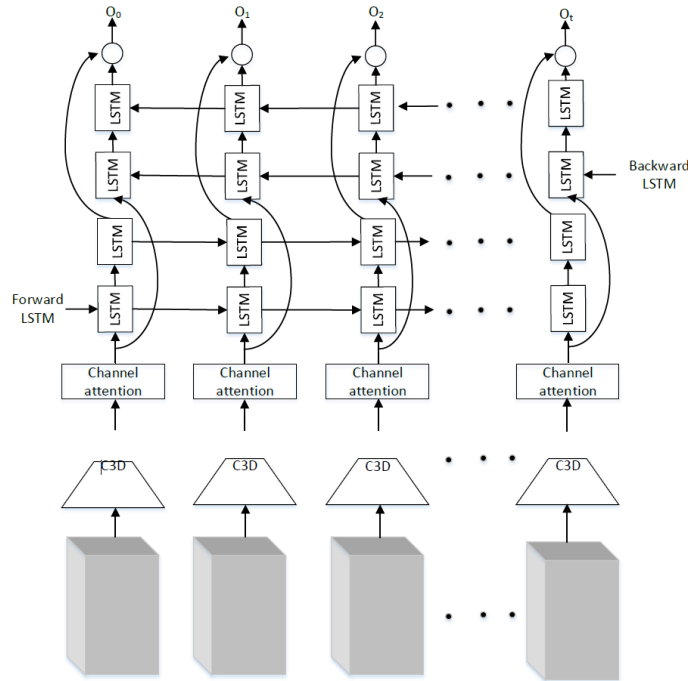 O₀ O₁ O₂ Oₜ
LSTM LSTM LSTM LSTM
LSTM LSTM LSTM LSTM
Backward
LSTM
LSTM LSTM LSTM LSTM
Forward
LSTM
LSTM LSTM LSTM LSTM
Channel
attention
Channel
attention
Channel
attention
Channel
attention
C3D C3D C3D C3D